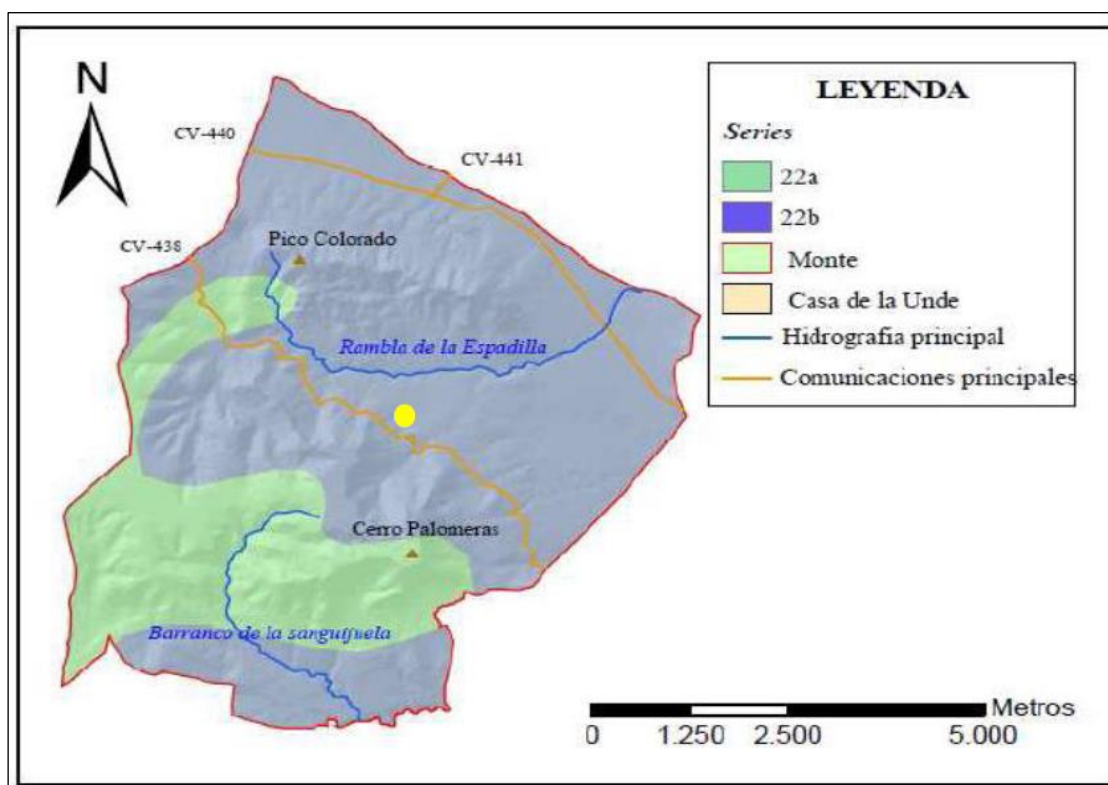 N
CV-440
CV-441
CV-438
Pico Colorado
Rambla de la Espadilla
Cerro Palomeras
Barranco de la sanguijuela
LEYENDA
Series
22a
22b
Monte
Casa de la Unde
Hidrografia principal
Comunicaciones principales
Metros
0 1.250 2.500 5.000